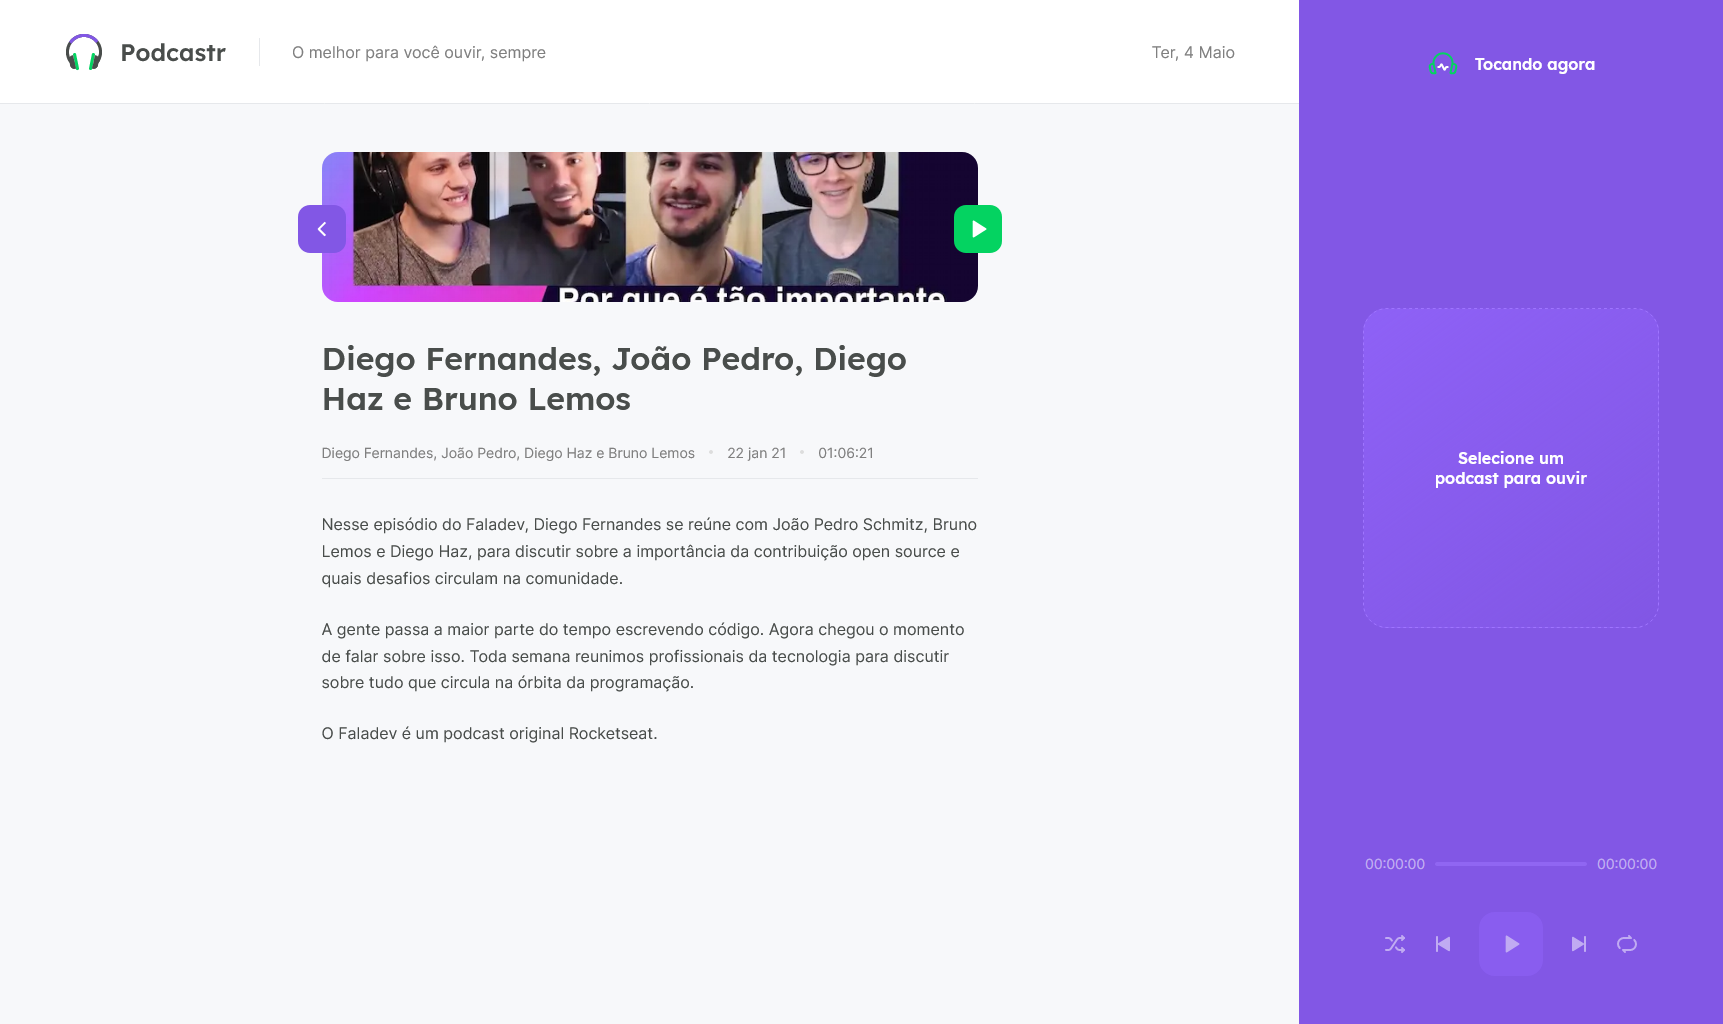 Podcastr
O melhor para você ouvir, sempre
Ter, 4 Maio
Por que é tão importante
Diego Fernandes, João Pedro, Diego
Haz e Bruno Lemos
Diego Fernandes, João Pedro, Diego Haz e Bruno Lemos • 22 jan 21 • 01:06:21
Nesse episódio do Faladev, Diego Fernandes se reúne com João Pedro Schmitz, Bruno
Lemos e Diego Haz, para discutir sobre a importância da contribuição open source e
quais desafios circulam na comunidade.
A gente passa a maior parte do tempo escrevendo código. Agora chegou o momento
de falar sobre isso. Toda semana reunimos profissionais da tecnologia para discutir
sobre tudo que circula na órbita da programação.
O Faladev é um podcast original Rocketseat.
Tocando agora
Selecione um
podcast para ouvir
00:00:00
00:00:00